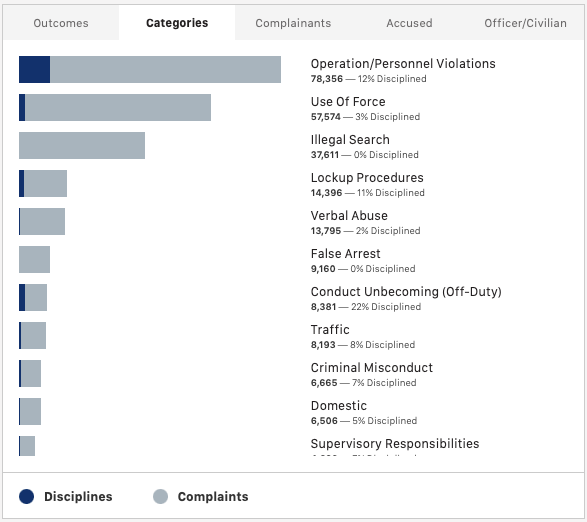 Outcomes Categories Complainants Accused Officer/Civilian
Operation/Personnel Violations
78,356 — 12% Disciplined
Use Of Force
57,574 — 3% Disciplined
Illegal Search
37,611 — 0% Disciplined
Lockup Procedures
14,396 — 11% Disciplined
Verbal Abuse
13,795 — 2% Disciplined
False Arrest
9,160 — 0% Disciplined
Conduct Unbecoming (Off-Duty)
8,381 — 22% Disciplined
Traffic
8,193 — 8% Disciplined
Criminal Misconduct
6,665 — 7% Disciplined
Domestic
6,506 — 5% Disciplined
Supervisory Responsibilities
Disciplines Complaints